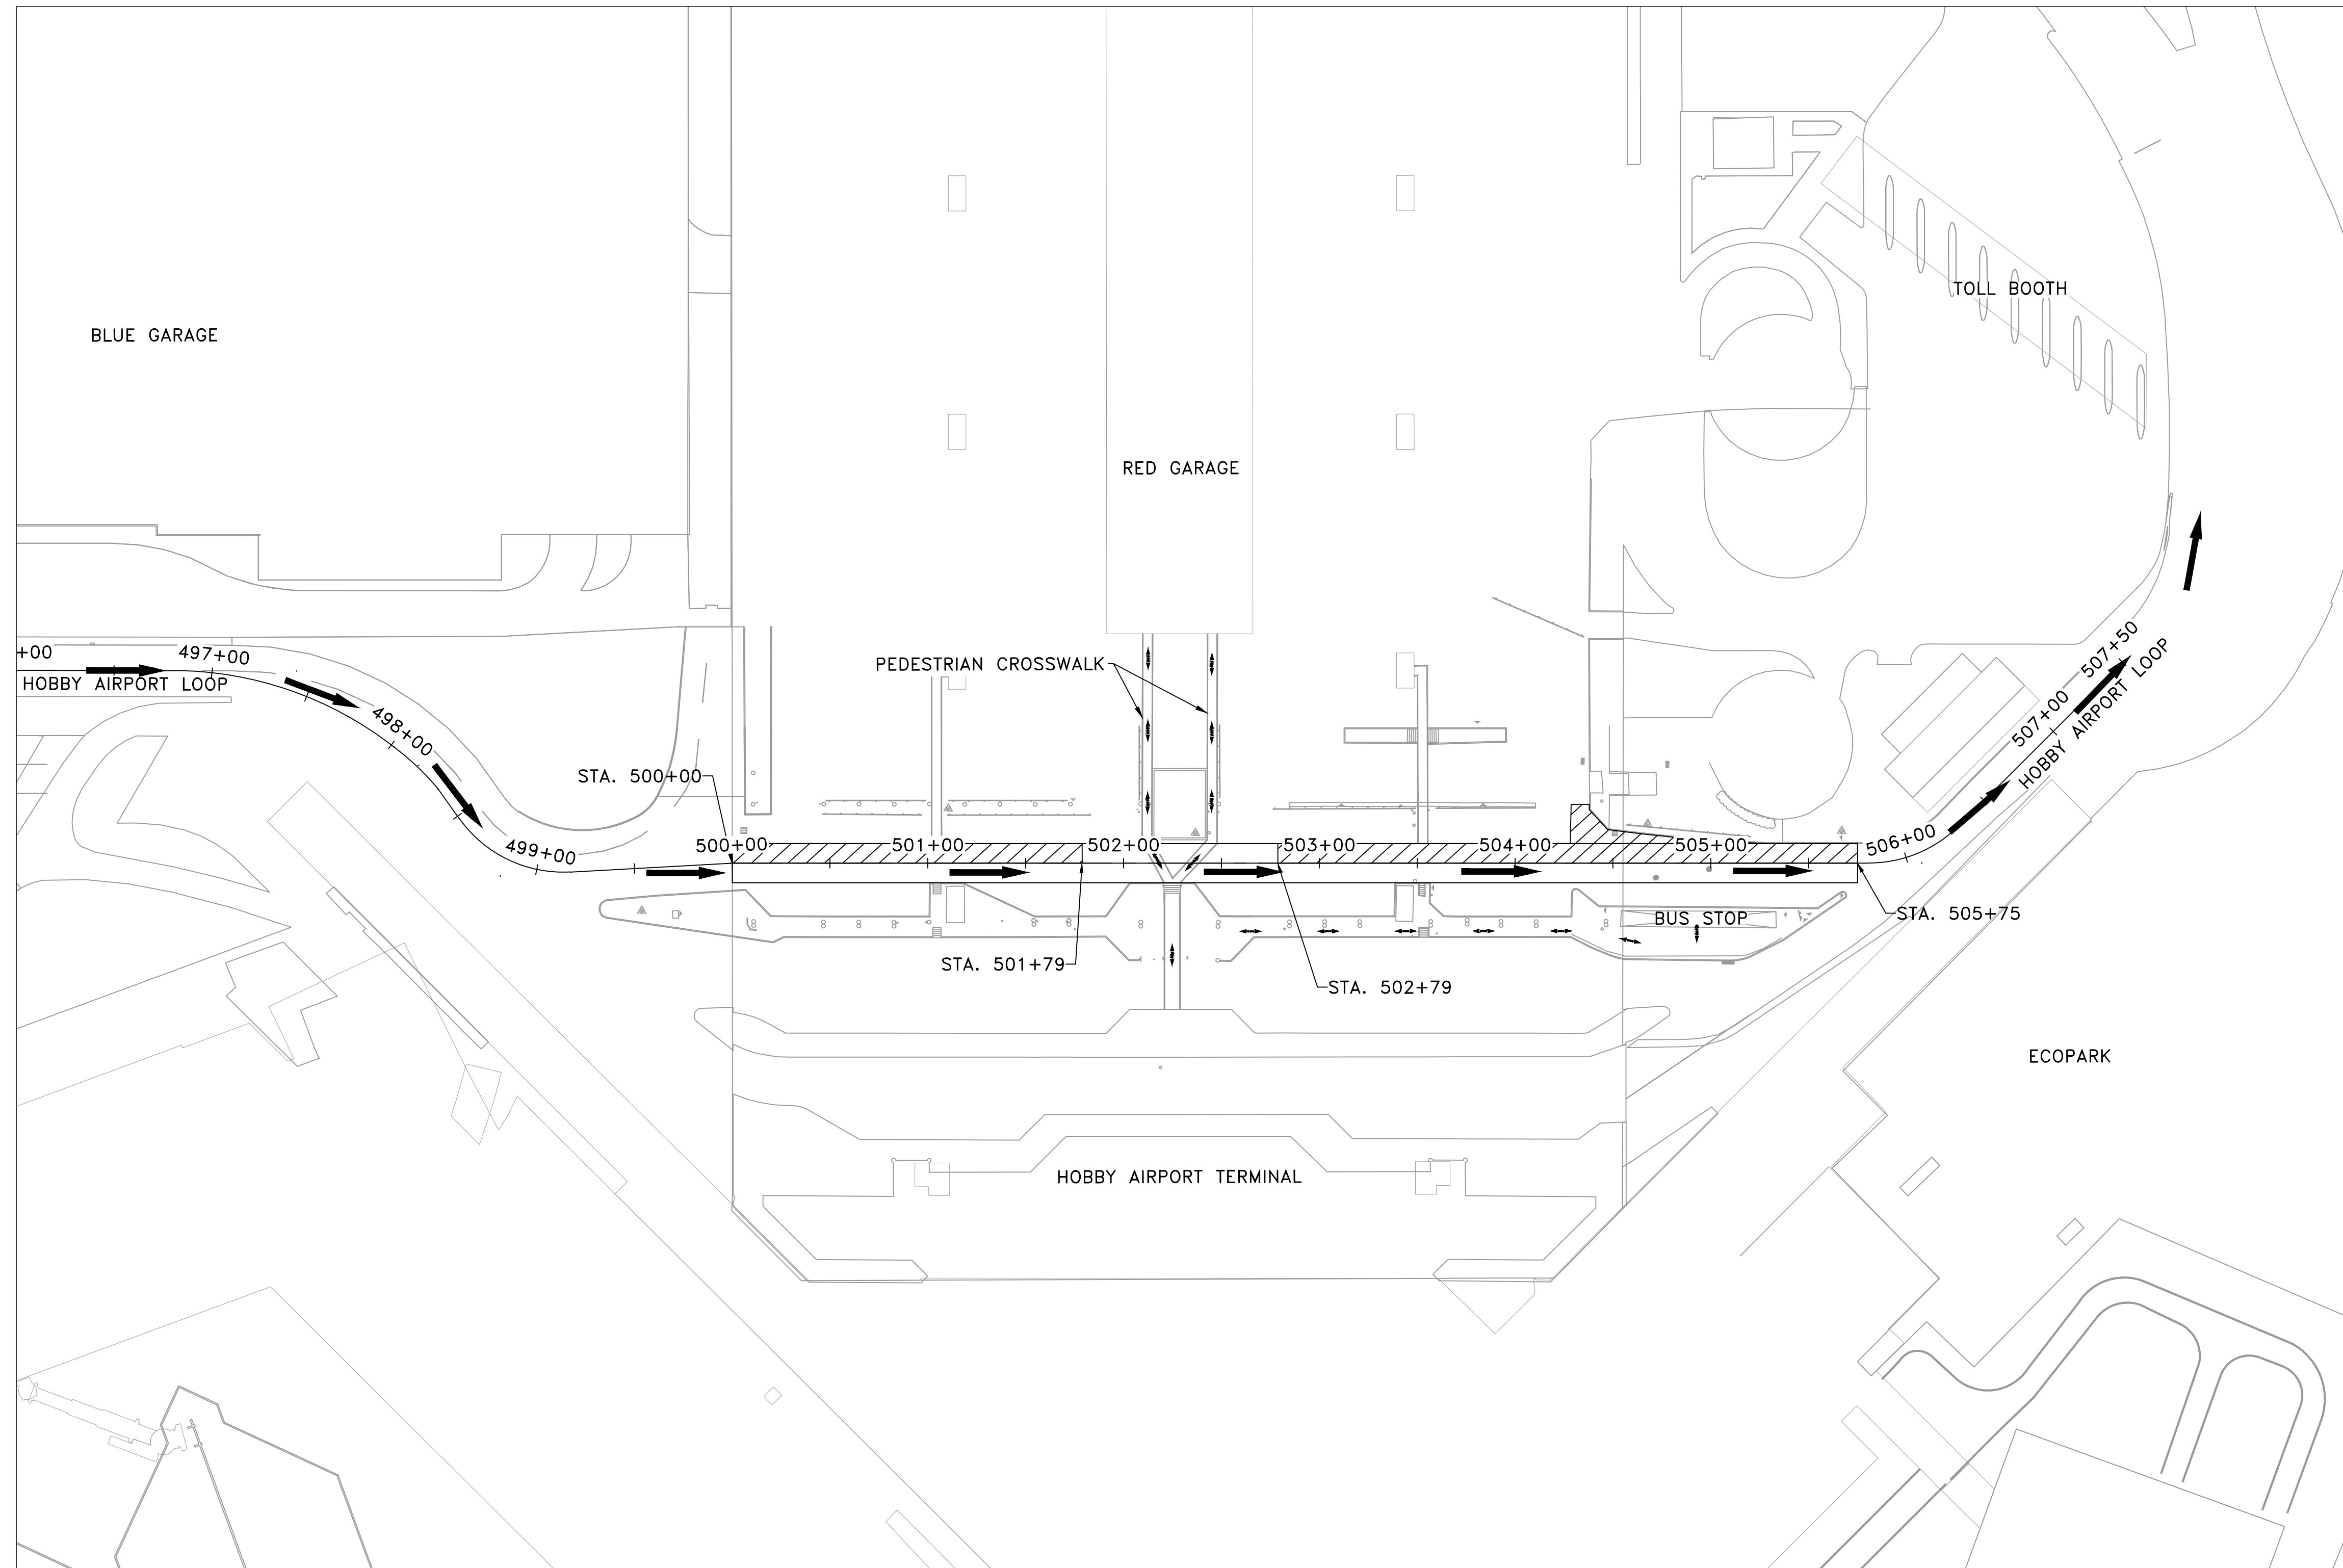 TOLL BOOTH
BLUE GARAGE
RED GARAGE
+00
497+00
HOBBY AIRPORT LOOP
498+00
499+00
PEDESTRIAN CROSSWALK
STA. 500+00
500+00
501+00
502+00
503+00
504+00
505+00
506+00
507+00
507+50
HOBBY AIRPORT LOOP
BUS STOP
STA. 505+75
STA. 501+79
STA. 502+79
ECOPARK
HOBBY AIRPORT TERMINAL